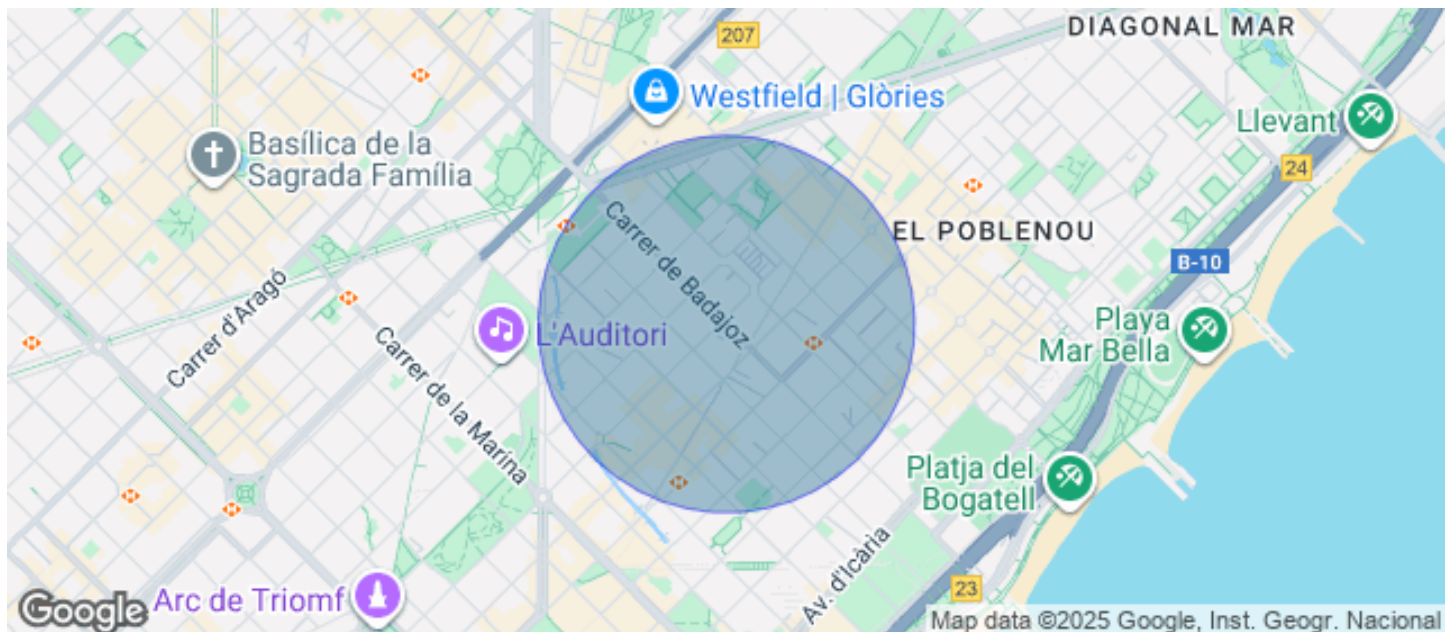 DIAGONAL MAR
207
Westfield | Glòries
Llevant
Basílica de la
Sagrada Família
24
Carrer de Badajoz
EL POBLENOU
B-10
Carrer d'Aragó
L'Auditori
Playa
Mar Bella
Carrer de la Marina
Platja del
Bogatell
Av. d'Icària
23
Arc de Triomf
Google
Map data ©2025 Google, Inst. Geogr. Nacional